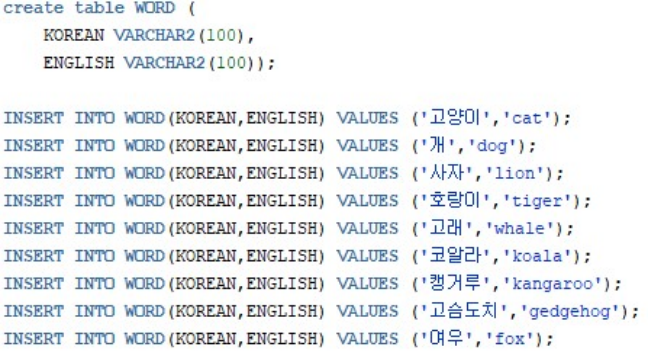 create table WORD (
KOREAN VARCHAR2(100),
ENGLISH VARCHAR2(100));
INSERT INTO WORD(KOREAN,ENGLISH) VALUES ('고양이','cat');
INSERT INTO WORD(KOREAN,ENGLISH) VALUES ('개','dog');
INSERT INTO WORD(KOREAN,ENGLISH) VALUES ('사자','lion');
INSERT INTO WORD(KOREAN,ENGLISH) VALUES ('호랑이','tiger');
INSERT INTO WORD(KOREAN,ENGLISH) VALUES ('고래','whale');
INSERT INTO WORD(KOREAN,ENGLISH) VALUES ('코알라','koala');
INSERT INTO WORD(KOREAN,ENGLISH) VALUES ('캥거루','kangaroo');
INSERT INTO WORD(KOREAN,ENGLISH) VALUES ('고슴도치','gedgehog');
INSERT INTO WORD(KOREAN,ENGLISH) VALUES ('여우','fox');